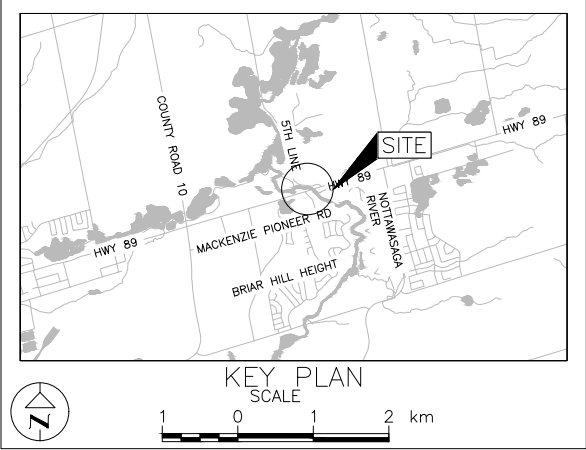 COUNTY ROAD 10
5TH LINE
HWY 89
SITE
HWY 89
NOTTAWASAGA
RIVER
MACKENZIE PIONEER RD
HWY 89
BRIAR HILL HEIGHT
KEY PLAN
SCALE
1 0 1 2 km
N